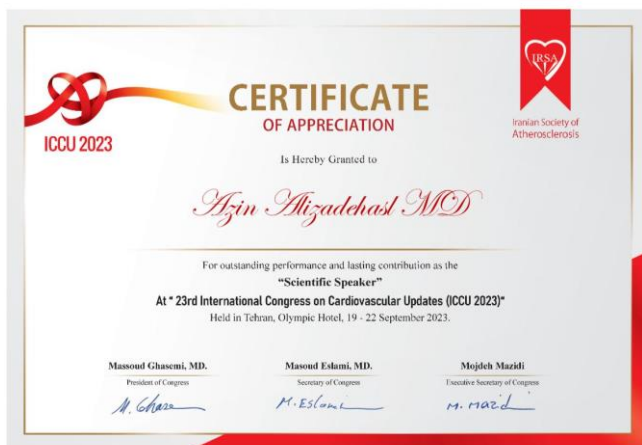 ICCU 2023
CERTIFICATE
OF APPRECIATION
IRSA
Iranian Society of
Atherosclerosis
Is Hereby Granted to
Azin Alizadehasl MD
For outstanding performance and lasting contribution as the
“Scientific Speaker”
At " 23rd International Congress on Cardiovascular Updates (ICCU 2023)"
Held in Tehran, Olympic Hotel, 19 - 22 September 2023.
Massoud Ghasemi, MD.
President of Congress
M. Ghase
Masoud Eslami, MD.
Secretary of Congress
M. Eslami
Mojdeh Mazidi
Executive Secretary of Congress
M. Mazidi